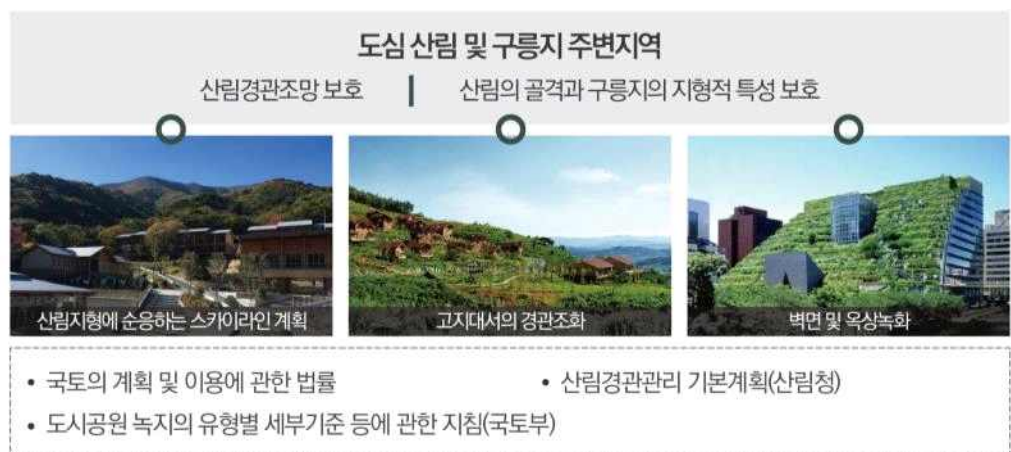 도심 산림 및 구릉지 주변지역
산림경관조망 보호 | 산림의 골격과 구릉지의 지형적 특성 보호
산림지형에 순응하는 스카이라인 계획
고지대서의 경관조화
벽면 및 옥상녹화
• 국토의 계획 및 이용에 관한 법률
• 산림경관관리 기본계획(산림청)
• 도시공원 녹지의 유형별 세부기준 등에 관한 지침(국토부)